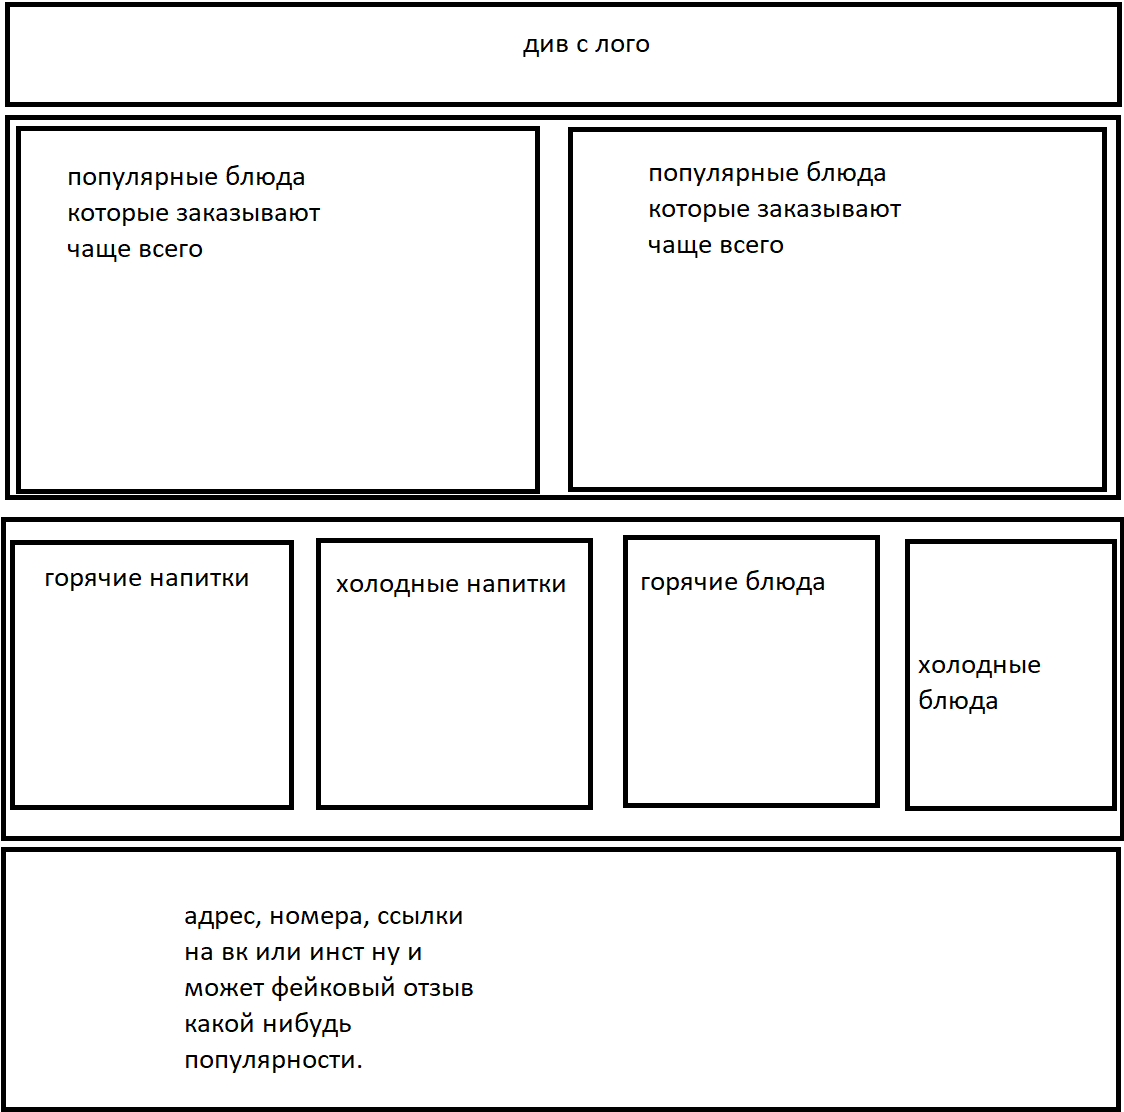 див с лого
популярные блюда
которые заказывают
чаще всего
популярные блюда
которые заказывают
чаще всего
горячие напитки
холодные напитки
горячие блюда
холодные
блюда
адрес, номера, ссылки
на вк или инст ну и
может фейковый отзыв
какой нибудь
популярности.